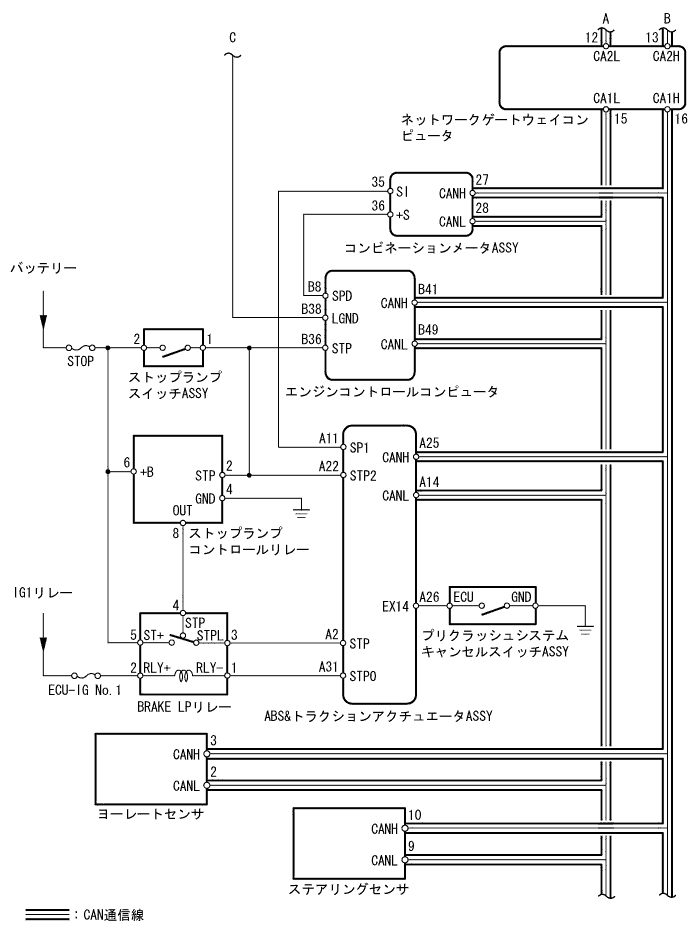 A B
C
12 13
CA2L CA2H
CA1L CA1H
15 16
ネットワークゲートウェイコン
ピュータ
35 SI CANH 27
36 +S CANL 28
コンビネーションメータASSY
バッテリー
B8 SPD CANH B41
B38 LGND
B36 STP CANL B49
エンジンコントロールコンピュータ
STOP
2 1
ストップランプ
スイッチASSY
A11 SP1 CANH A25
A22 STP2 CANL A14
6 +B STP 2
GND 4
OUT
8
ストップランプ
コントロールリレー
IG1リレー
EX14 A26 ECU GND
プリクラッシュシステム
キャンセルスイッチASSY
4
STP
5 ST+ STPL 3 A2 STP
2 RLY+ RLY- 1 A31 STPO
ECU-IG No.1
BRAKE LPリレー
ABS&トラクションアクチュエータASSY
CANH 3
CANL 2
ヨーレートセンサ
CANH 10
CANL 9
ステアリングセンサ
:CAN通信線